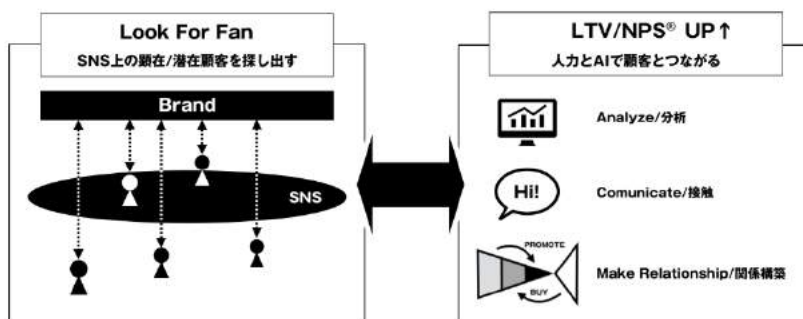 Look For Fan
SNS上の顕在/潜在顧客を探し出す
Brand
SNS
LTV/NPS® UP↑
人力とAIで顧客とつながる
Analyze/分析
Hi!
Comunicate/接触
PROMOTE
BUY
Make Relationship/関係構築